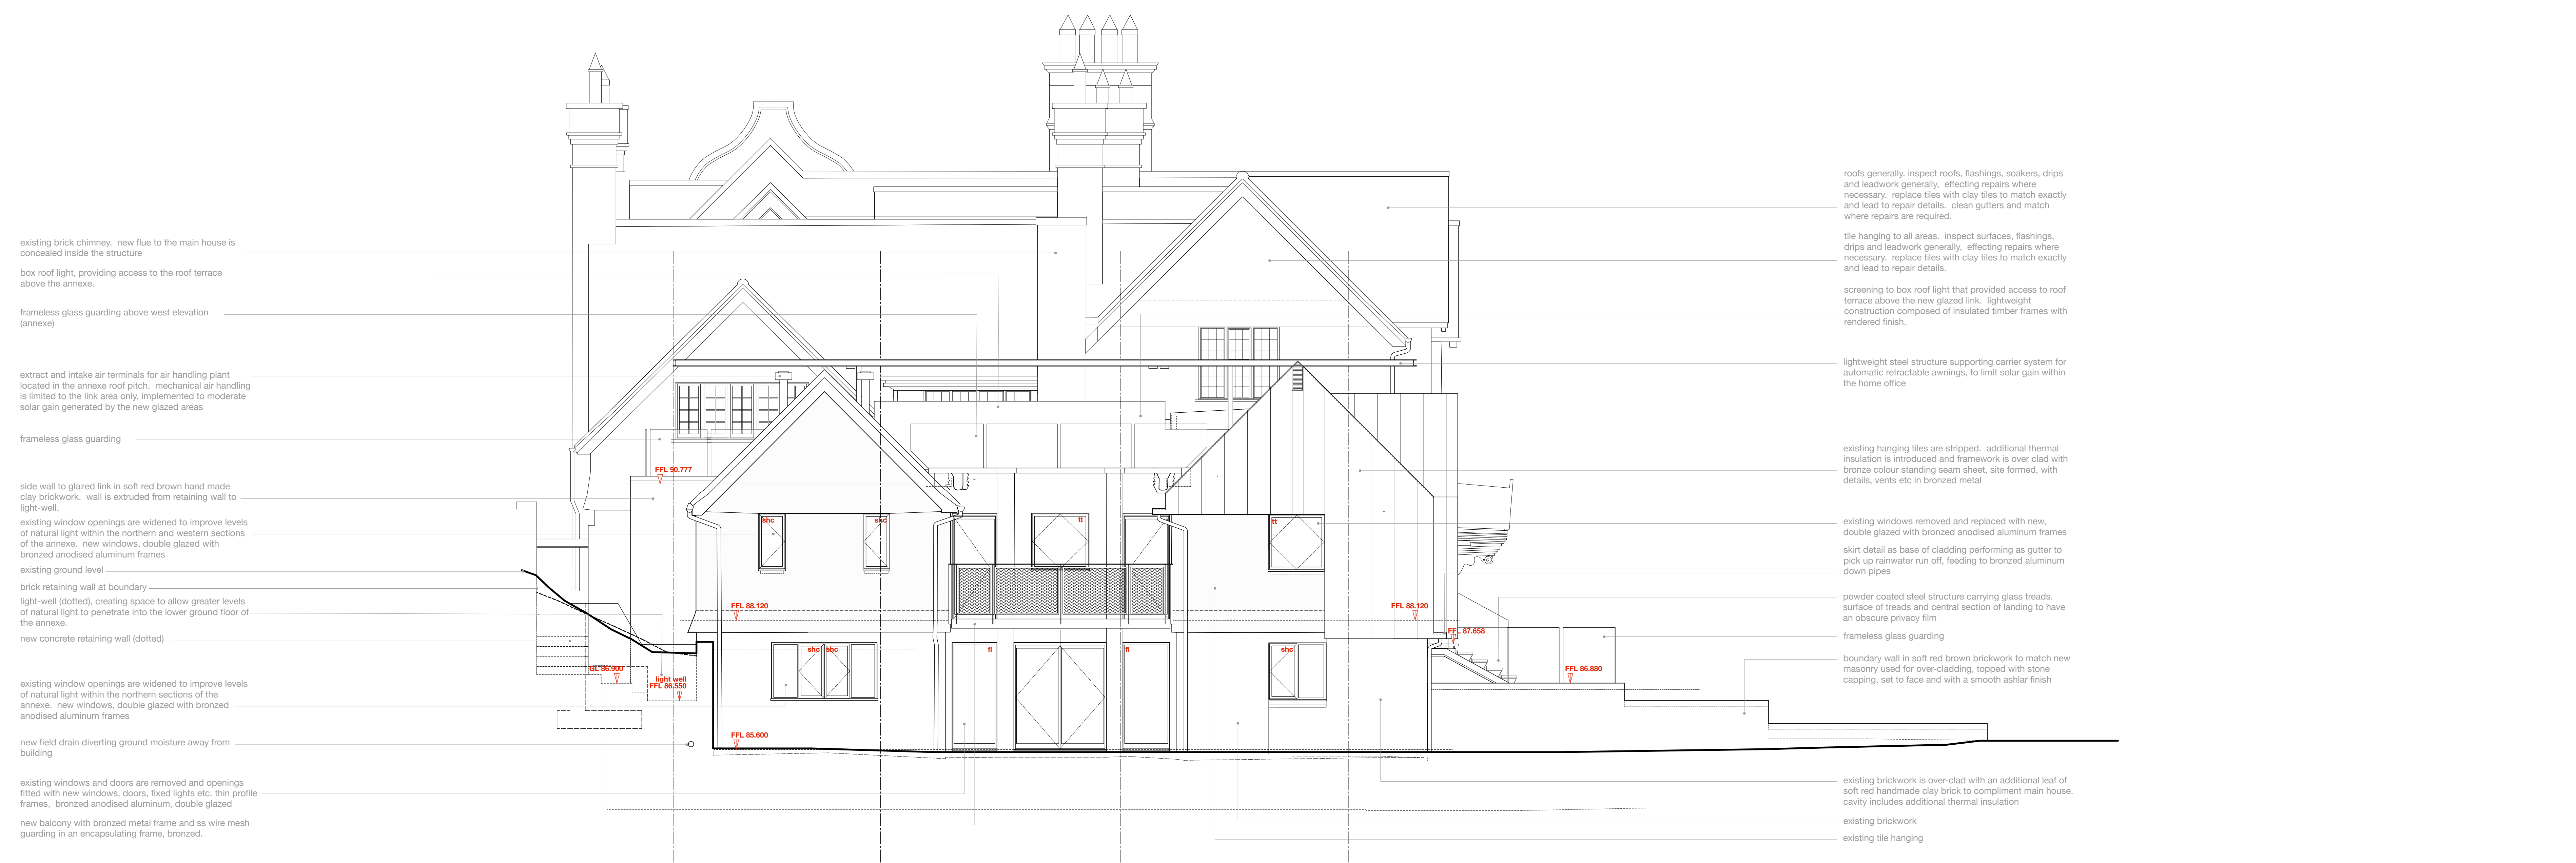 existing brick chimney.  new flue to the main house is
concealed inside the structure
box roof light, providing access to the roof terrace
above the annexe.
frameless glass guarding above west elevation
(annexe)
extract and intake air terminals for air handling plant
located in the annexe roof pitch.  mechanical air handling
is limited to the link area only, implemented to moderate
solar gain generated by the new glazed areas
frameless glass guarding
side wall to glazed link in soft red brown hand made
clay brickwork.  wall is extruded from retaining wall to
light-well.
existing window openings are widened to improve levels
of natural light within the northern and western sections
of the annexe.  new windows, double glazed with
bronzed anodised aluminum frames
existing ground level
brick retaining wall at boundary
light-well (dotted), creating space to allow greater levels
of natural light to penetrate into the lower ground floor of
the annexe.
new concrete retaining wall (dotted)
existing window openings are widened to improve levels
of natural light within the northern sections of the
annexe.  new windows, double glazed with bronzed
anodised aluminum frames
new field drain diverting ground moisture away from
building
existing windows and doors are removed and openings
fitted with new windows, doors, fixed lights etc. thin profile
frames,  bronzed anodised aluminum, double glazed
new balcony with bronzed metal frame and ss wire mesh
guarding in an encapsulating frame, bronzed.
FFL 90.777
shc
shc
tt
tt
FFL 88.120
FFL 88.120
FFL 87.658
shc
shc
fl
fl
shc
GL 86.900
light well
FFL 86.550
FFL 86.880
FFL 85.600
roofs generally. inspect roofs, flashings, soakers, drips
and leadwork generally,  effecting repairs where
necessary.  replace tiles with clay tiles to match exactly
and lead to repair details.  clean gutters and match
where repairs are required.
tile hanging to all areas.  inspect surfaces, flashings,
drips and leadwork generally,  effecting repairs where
necessary.  replace tiles with clay tiles to match exactly
and lead to repair details.
screening to box roof light that provided access to roof
terrace above the new glazed link.  lightweight
construction composed of insulated timber frames with
rendered finish.
lightweight steel structure supporting carrier system for
automatic retractable awnings, to limit solar gain within
the home office
existing hanging tiles are stripped.  additional thermal
insulation is introduced and framework is over clad with
bronze colour standing seam sheet, site formed, with
details, vents etc in bronzed metal
existing windows removed and replaced with new,
double glazed with bronzed anodised aluminum frames
skirt detail as base of cladding performing as gutter to
pick up rainwater run off, feeding to bronzed aluminum
down pipes
powder coated steel structure carrying glass treads.
surface of treads and central section of landing to have
an obscure privacy film
frameless glass guarding
boundary wall in soft red brown brickwork to match new
masonry used for over-cladding, topped with stone
capping, set to face and with a smooth ashlar finish
existing brickwork is over-clad with an additional leaf of
soft red handmade clay brick to compliment main house.
cavity includes additional thermal insulation
existing brickwork
existing tile hanging